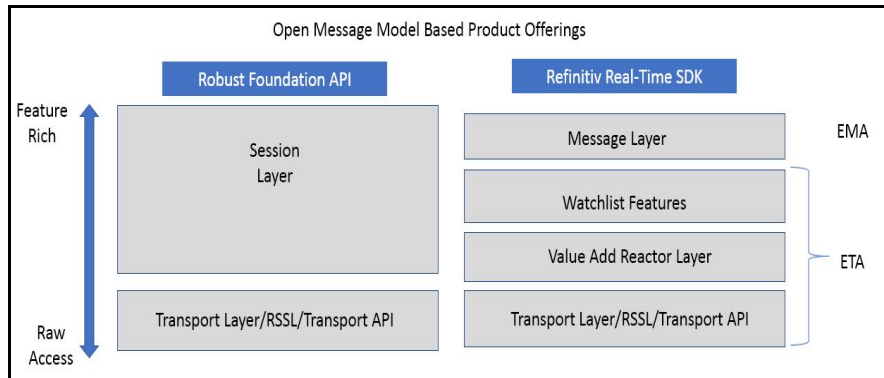 Open Message Model Based Product Offerings
Robust Foundation API
Refinitiv Real-Time SDK
Feature
Rich
Session
Layer
Message Layer
EMA
Watchlist Features
Value Add Reactor Layer
ETA
Transport Layer/RSSL/Transport API
Transport Layer/RSSL/Transport API
Raw
Access